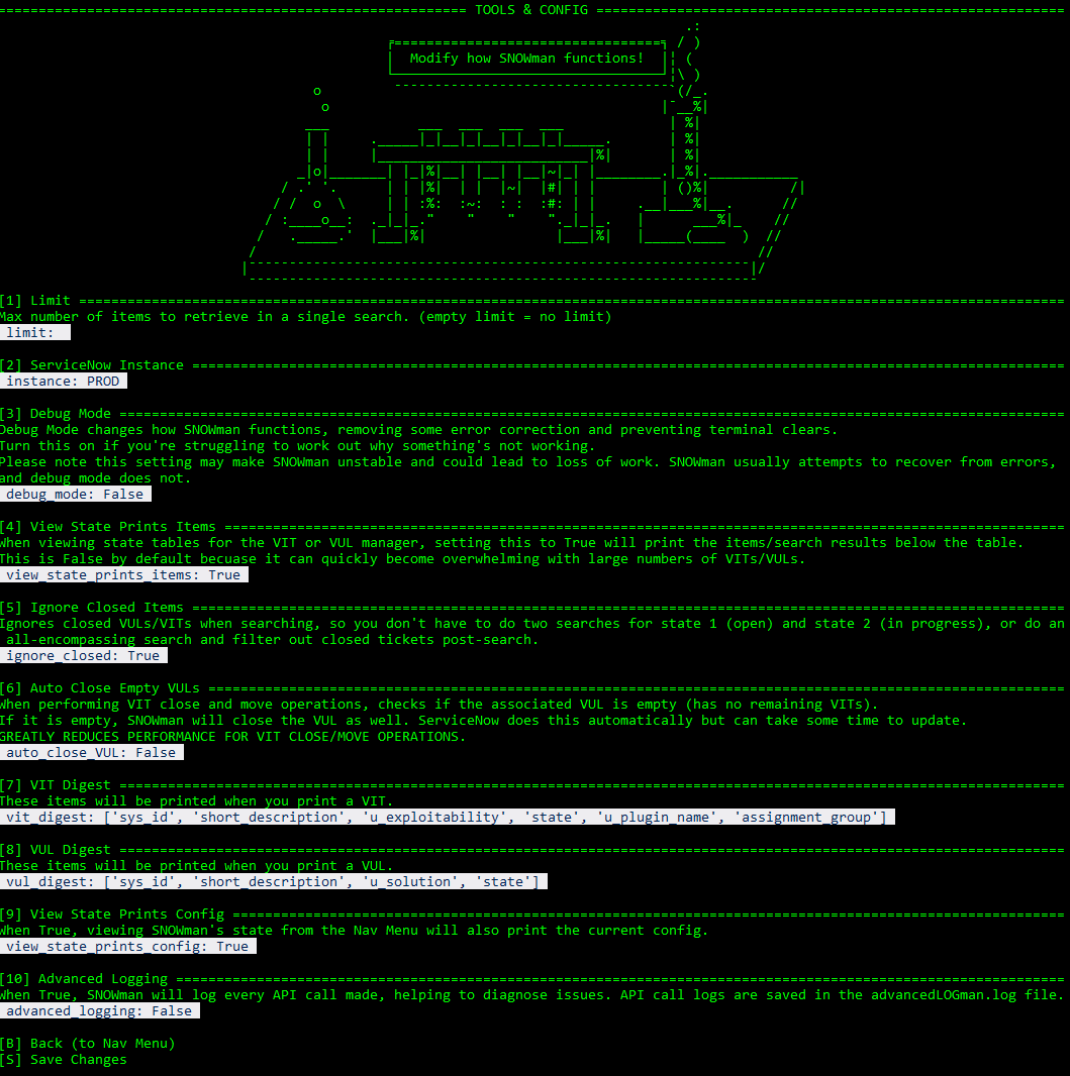 TOOLS & CONFIG
Modify how SNOWman functions!
[1] Limit
Max number of items to retrieve in a single search. (empty limit = no limit)
limit:
[2] ServiceNow Instance
instance: PROD
[3] Debug Mode
Debug Mode changes how SNOWman functions, removing some error correction and preventing terminal clears.
Turn this on if you're struggling to work out why something's not working.
Please note this setting may make SNOWman unstable and could lead to loss of work. SNOWman usually attempts to recover from errors,
and debug mode does not.
debug_mode: False
[4] View State Prints Items
When viewing state tables for the VIT or VUL manager, setting this to True will print the items/search results below the table.
This is False by default becuase it can quickly become overwhelming with large numbers of VITs/VULs.
view_state_prints_items: True
[5] Ignore Closed Items
Ignores closed VULs/VITs when searching, so you don't have to do two searches for state 1 (open) and state 2 (in progress), or do an
all-encompassing search and filter out closed tickets post-search.
ignore_closed: True
[6] Auto Close Empty VULs
When performing VIT close and move operations, checks if the associated VUL is empty (has no remaining VITs).
If it is empty, SNOWman will close the VUL as well. ServiceNow does this automatically but can take some time to update.
GREATLY REDUCES PERFORMANCE FOR VIT CLOSE/MOVE OPERATIONS.
auto_close_VUL: False
[7] VIT Digest
These items will be printed when you print a VIT.
vit_digest: ['sys_id', 'short_description', 'u_exploitability', 'state', 'u_plugin_name', 'assignment_group']
[8] VUL Digest
These items will be printed when you print a VUL.
vul_digest: ['sys_id', 'short_description', 'u_solution', 'state']
[9] View State Prints Config
When True, viewing SNOWman's state from the Nav Menu will also print the current config.
view_state_prints_config: True
[10] Advanced Logging
When True, SNOWman will log every API call made, helping to diagnose issues. API call logs are saved in the advancedLOGman.log file.
advanced_logging: False
[B] Back (to Nav Menu)
[S] Save Changes